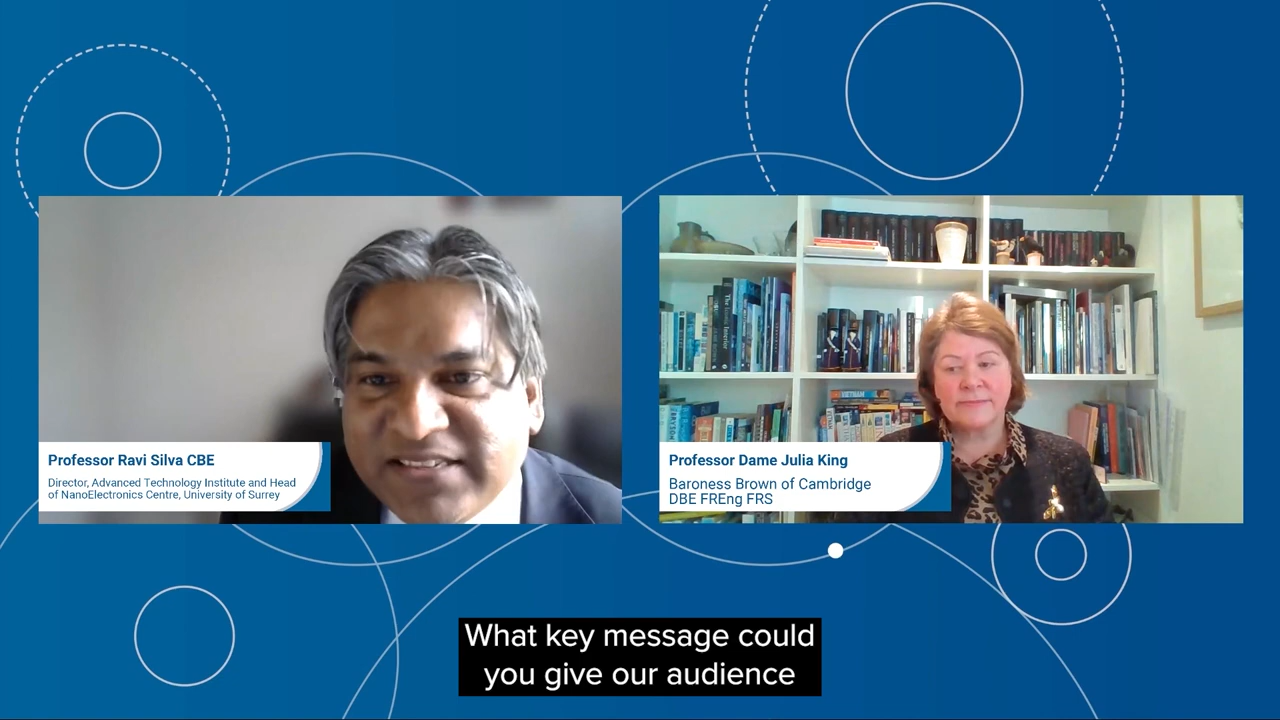 Professor Ravi Silva CBE
Director, Advanced Technology Institute and Head
of NanoElectronics Centre, University of Surrey
Professor Dame Julia King
Baroness Brown of Cambridge
DBE FREng FRS
VIETNAM
What key message could
you give our audience